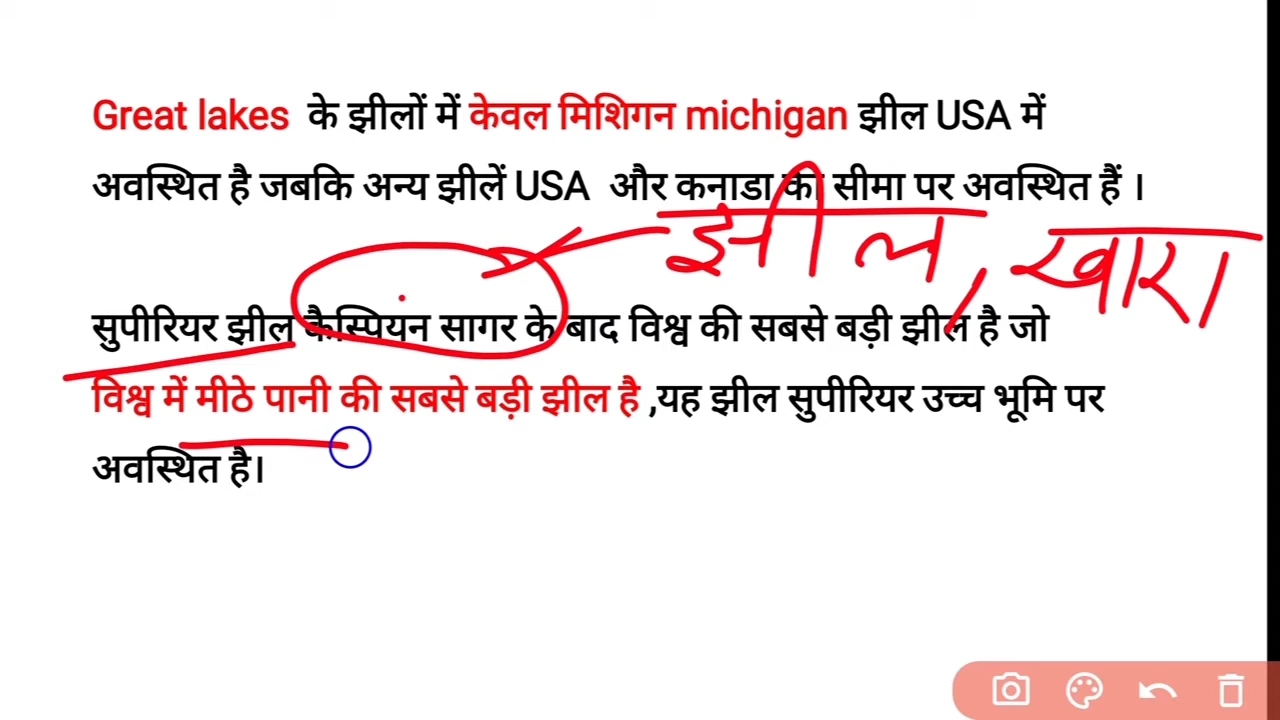 Great lakes के झीलों में केवल मिशिगन michigan झील USA में
अवस्थित है जबकि अन्य झीलें USA और कनाडा की सीमा पर अवस्थित हैं ।
झील, खारा
सुपीरियर झील कैस्पियन सागर के बाद विश्व की सबसे बड़ी झील है जो
विश्व में मीठे पानी की सबसे बड़ी झील है ,यह झील सुपीरियर उच्च भूमि पर
अवस्थित है।